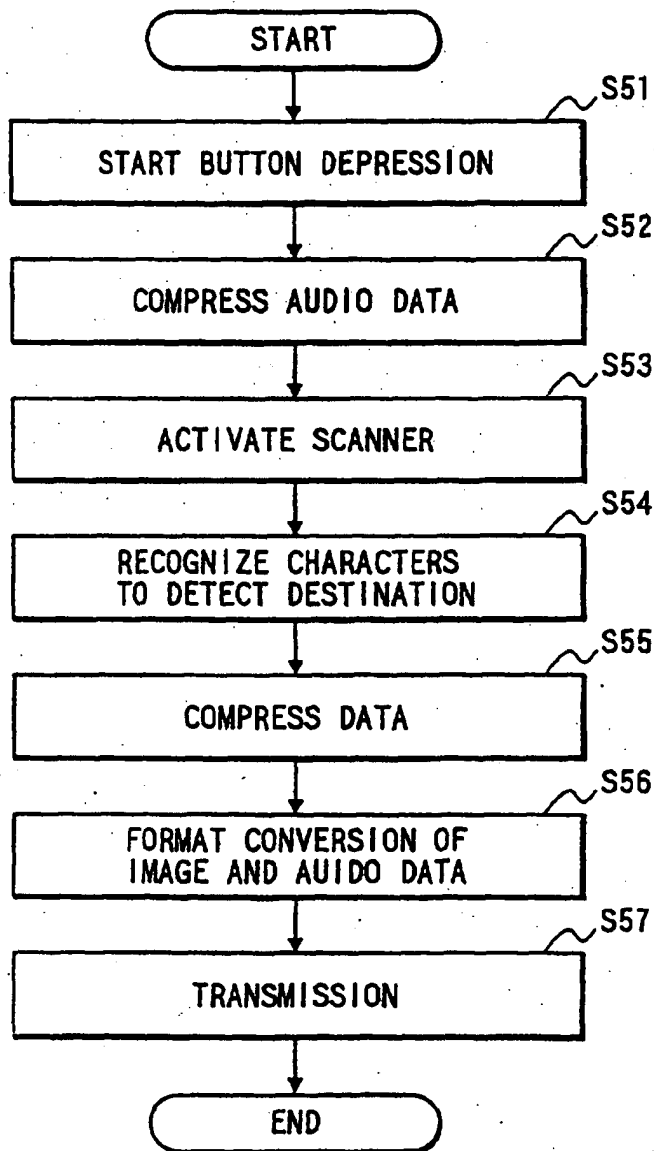 START
S51
START BUTTON DEPRESSION
S52
COMPRESS AUDIO DATA
S53
ACTIVATE SCANNER
S54
RECOGNIZE CHARACTERS
TO DETECT DESTINATION
S55
COMPRESS DATA
S56
FORMAT CONVERSION OF
IMAGE AND AUIDO DATA
S57
TRANSMISSION
END